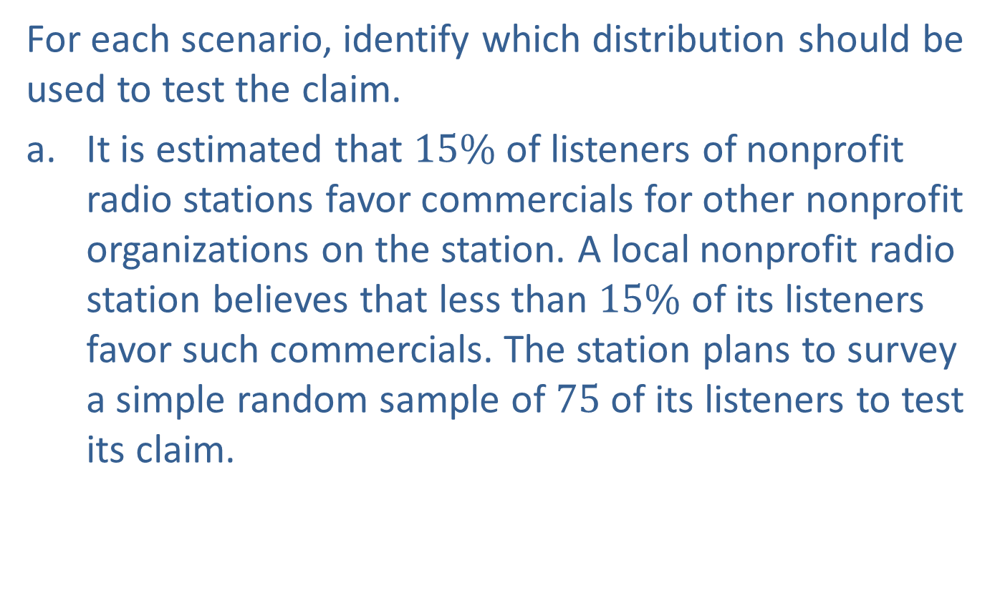 For each scenario, identify which distribution should be
used to test the claim.
a. It is estimated that 15% of listeners of nonprofit
radio stations favor commercials for other nonprofit
organizations on the station. A local nonprofit radio
station believes that less than 15% of its listeners
favor such commercials. The station plans to survey
a simple random sample of 75 of its listeners to test
its claim.